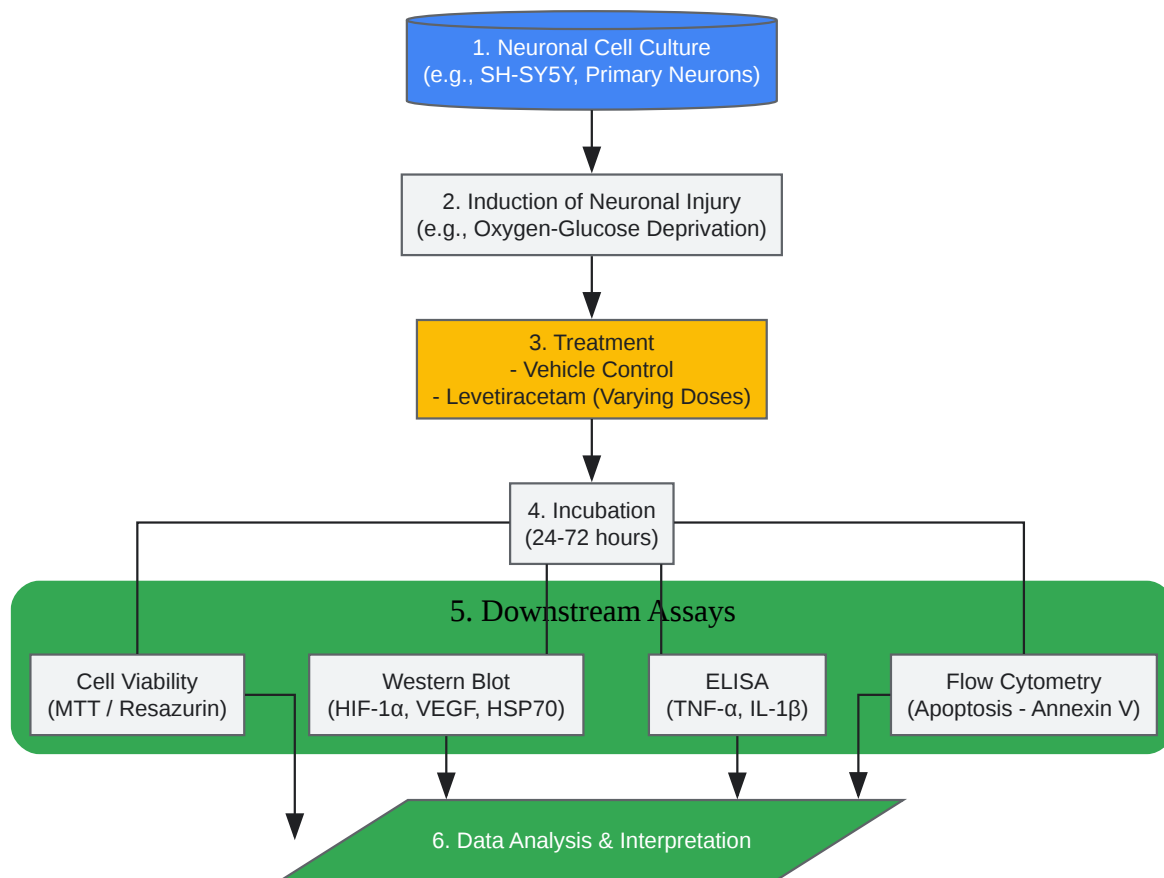 1. Neuronal Cell Culture
(e.g., SH-SY5Y, Primary Neurons)
2. Induction of Neuronal Injury
(e.g., Oxygen-Glucose Deprivation)
3. Treatment
- Vehicle Control
- Levetiracetam (Varying Doses)
4. Incubation
(24-72 hours)
5. Downstream Assays
Cell Viability
(MTT / Resazurin)
Western Blot
(HIF-1α, VEGF, HSP70)
ELISA
(TNF-α, IL-1β)
Flow Cytometry
(Apoptosis - Annexin V)
6. Data Analysis & Interpretation